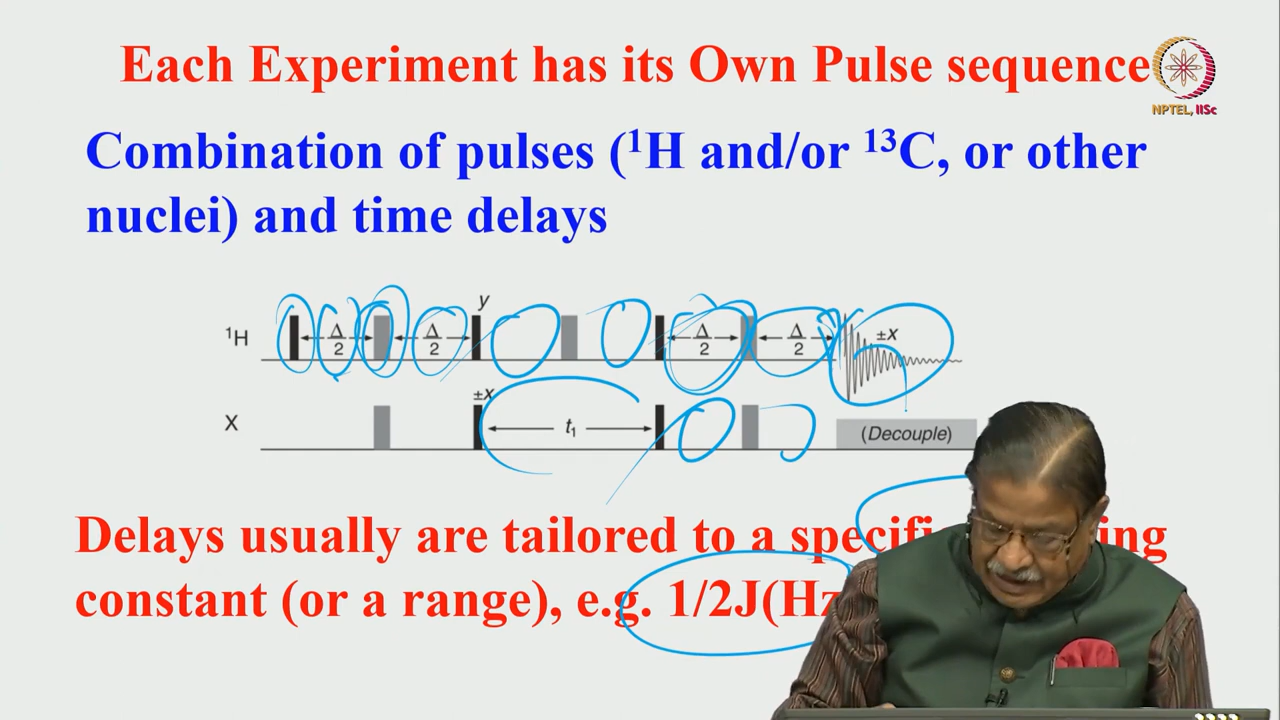 Each Experiment has its Own Pulse sequence
NPTEL, IISc
Combination of pulses (¹H and/or ¹³C, or other
nuclei) and time delays
y
¹H Δ/2 Δ/2 Δ/2 Δ/2 ±x
±x
X t₁ (Decouple)
Delays usually are tailored to a
constant (or a range), e.g. 1/2J(Hz